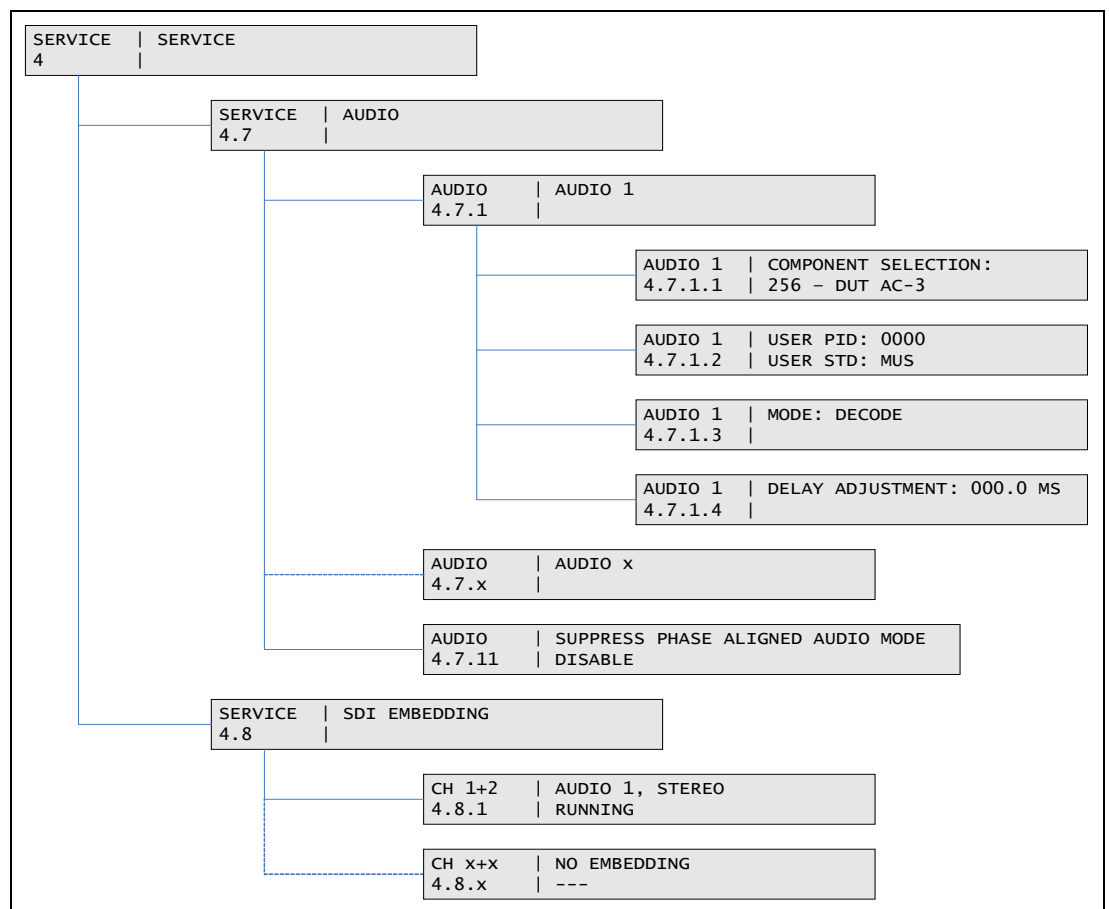 SERVICE | SERVICE
4 |
SERVICE | AUDIO
4.7 |
AUDIO | AUDIO 1
4.7.1 |
AUDIO 1 | COMPONENT SELECTION:
4.7.1.1 | 256 – DUT AC-3
AUDIO 1 | USER PID: 0000
4.7.1.2 | USER STD: MUS
AUDIO 1 | MODE: DECODE
4.7.1.3 |
AUDIO 1 | DELAY ADJUSTMENT: 000.0 MS
4.7.1.4 |
AUDIO | AUDIO x
4.7.x |
AUDIO | SUPPRESS PHASE ALIGNED AUDIO MODE
4.7.11 | DISABLE
SERVICE | SDI EMBEDDING
4.8 |
CH 1+2 | AUDIO 1, STEREO
4.8.1 | RUNNING
CH x+x | NO EMBEDDING
4.8.x | ---